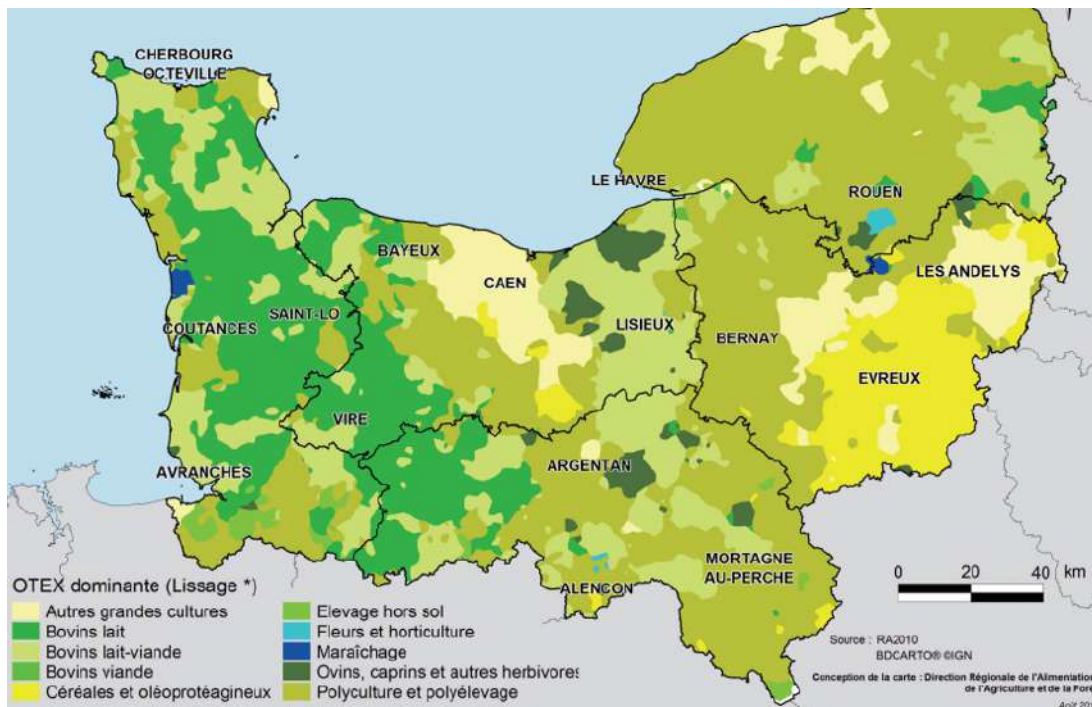 CHERBOURG
OCTEVILLE
LE HAVRE
ROUEN
BAYEUX
CAEN
LES ANDELYS
COUTANCES
SAINT-LO
LISIEUX
BERNAY
EVREUX
VIRE
AVRANCHES
ARGENTAN
MORTAGNE
AU-PERCHE
ALENCON
OTEX dominante (Lissage *)
Autres grandes cultures
Bovins lait
Bovins lait-viande
Bovins viande
Céréales et oléoprotéagineux
Elevage hors sol
Fleurs et horticulture
Maraîchage
Ovins, caprins et autres herbivores
Polyculture et polyélevage
0 20 40 km
Source : RA2010
BDCARTO® ©IGN
Conception de la carte : Direction Régionale de l'Alimentation
de l'Agriculture et de la
Août